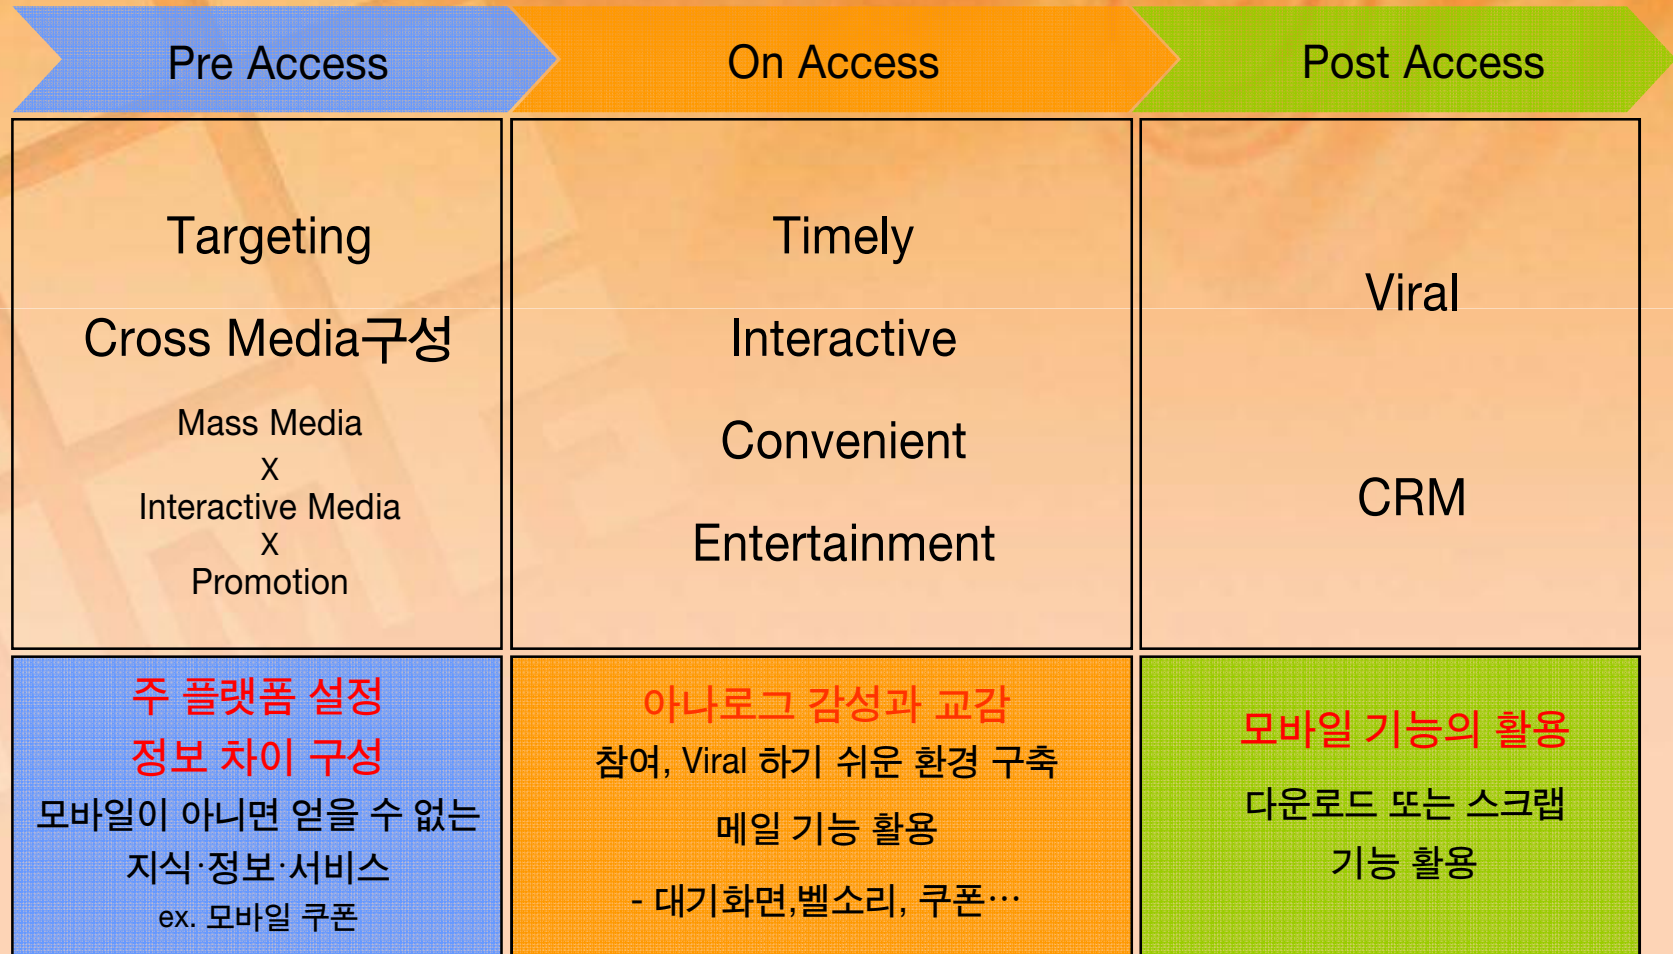 Pre Access
On Access
Post Access
Targeting
Cross Media구성
Mass Media
X
Interactive Media
X
Promotion
Timely
Interactive
Convenient
Entertainment
Viral
CRM
주 플랫폼 설정
정보 차이 구성
모바일이 아니면 얻을 수 없는
지식·정보·서비스
ex. 모바일 쿠폰
아나로그 감성과 교감
참여, Viral 하기 쉬운 환경 구축
메일 기능 활용
- 대기화면,벨소리, 쿠폰…
모바일 기능의 활용
다운로드 또는 스크랩
기능 활용